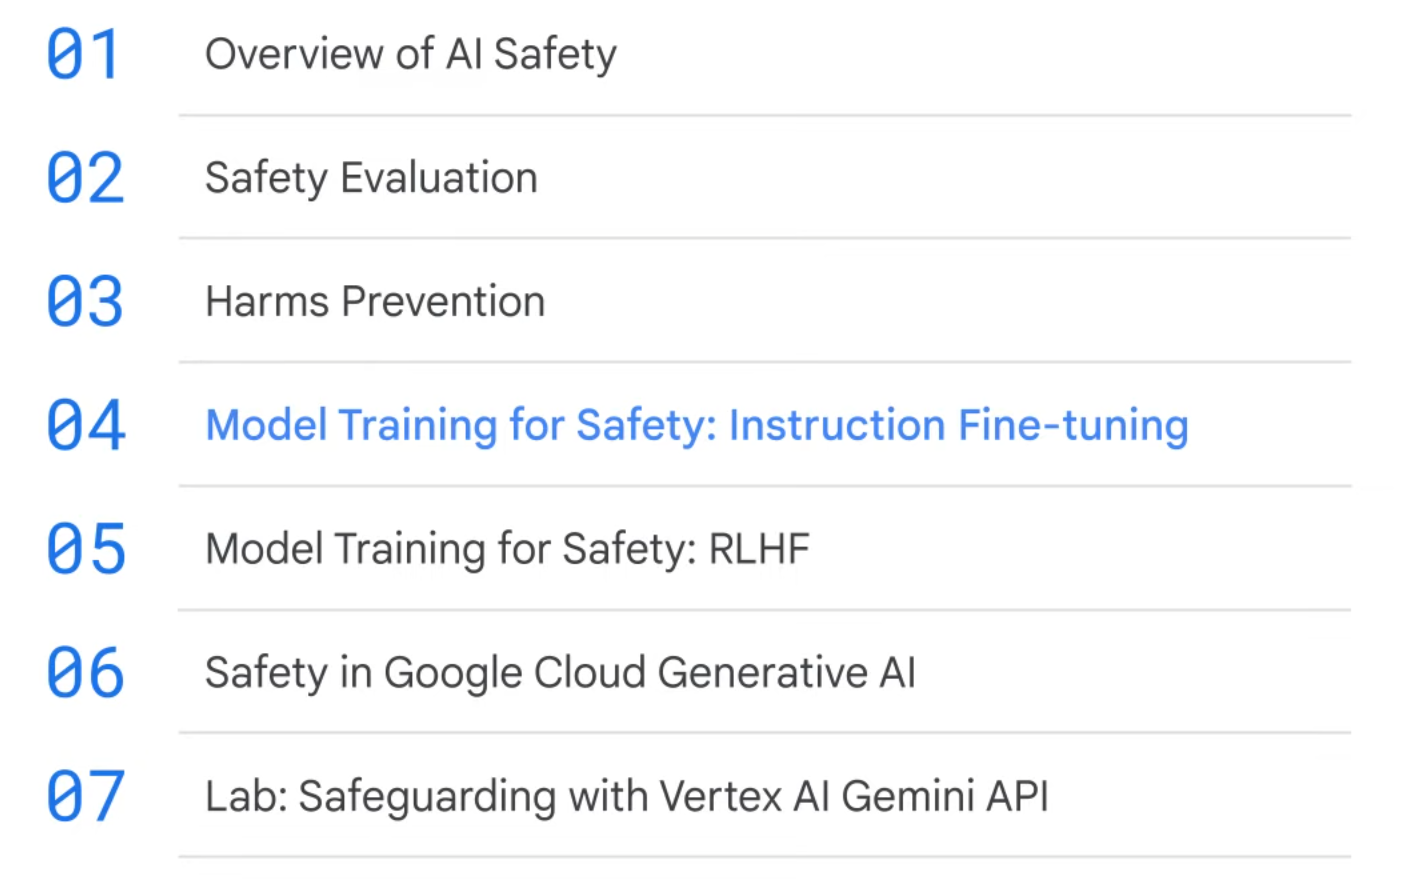 01 Overview of AI Safety
02 Safety Evaluation
03 Harms Prevention
04 Model Training for Safety: Instruction Fine-tuning
05 Model Training for Safety: RLHF
06 Safety in Google Cloud Generative AI
07 Lab: Safeguarding with Vertex AI Gemini API